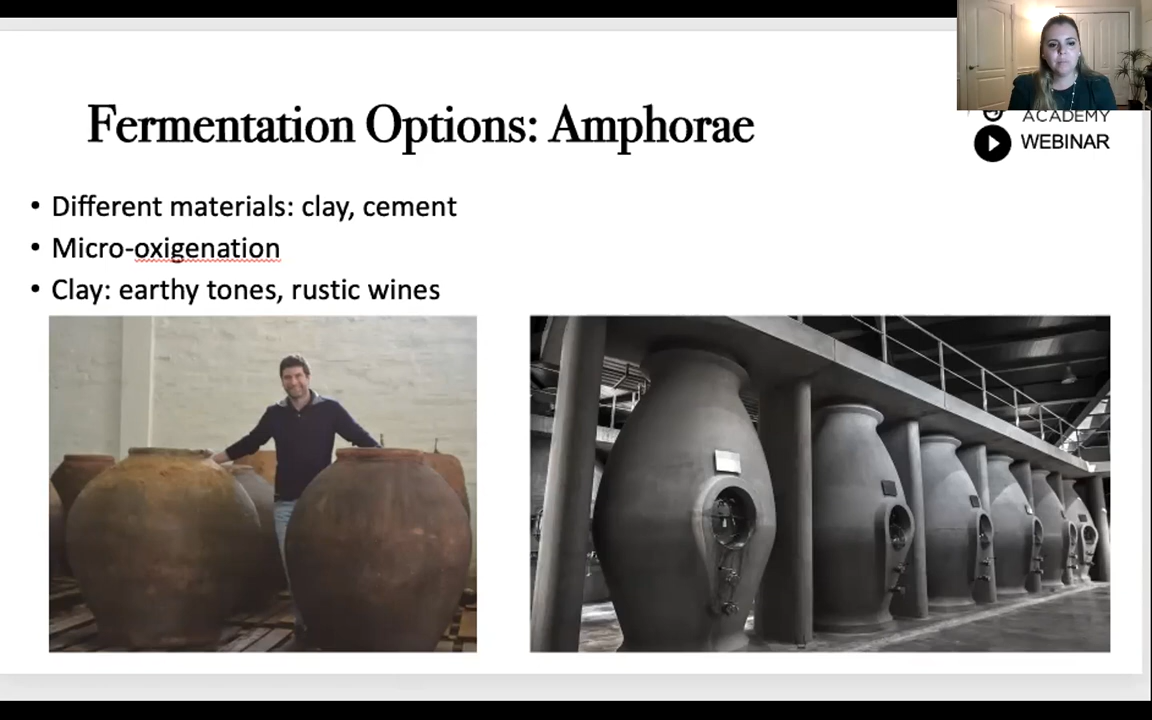 Fermentation Options: Amphorae
ACADEMY
WEBINAR
• Different materials: clay, cement
• Micro-oxigenation
• Clay: earthy tones, rustic wines